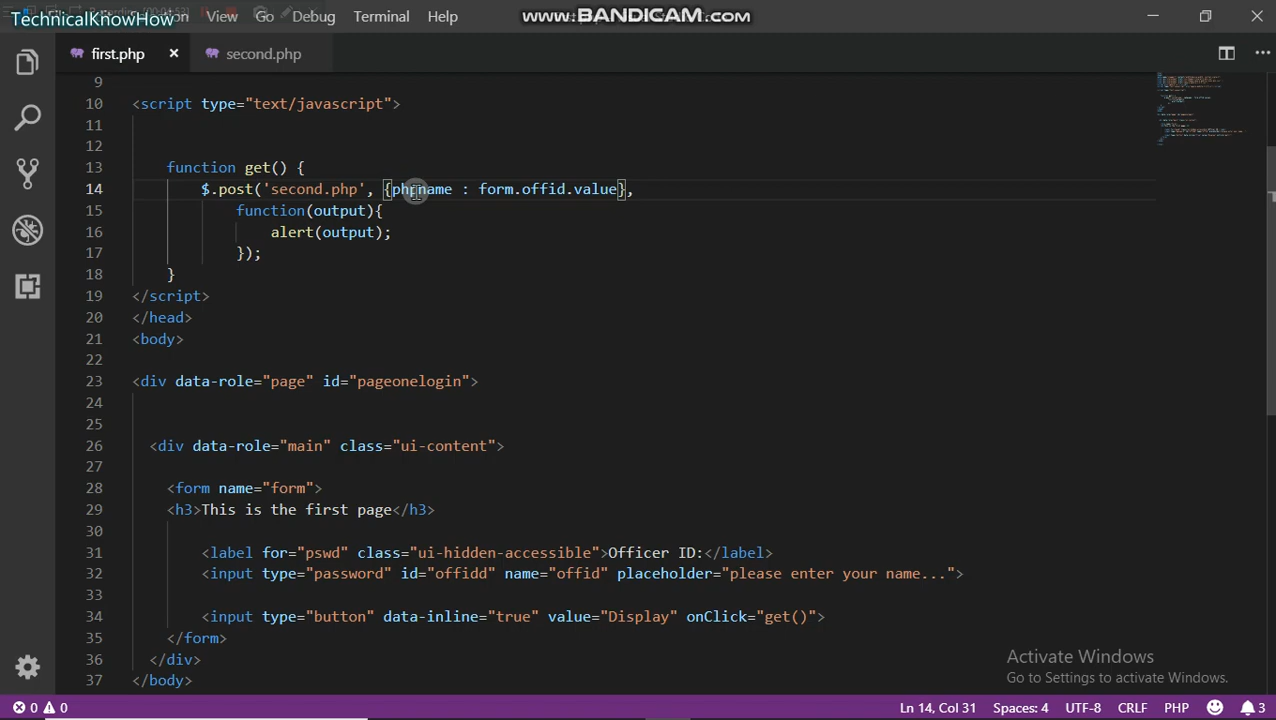 TechnicalKnowHow View Go Debug Terminal Help
www.BANDICAM.com
first.php second.php
9
10 <script type="text/javascript">
11
12
13 function get() {
14 $.post('second.php', {phpname : form.offid.value},
15 function(output){
16 alert(output);
17 });
18 }
19 </script>
20 </head>
21 <body>
22
23 <div data-role="page" id="pageonelogin">
24
25
26 <div data-role="main" class="ui-content">
27
28 <form name="form">
29 <h3>This is the first page</h3>
30
31 <label for="pswd" class="ui-hidden-accessible">Officer ID:</label>
32 <input type="password" id="offidd" name="offid" placeholder="please enter your name...">
33
34 <input type="button" data-inline="true" value="Display" onClick="get()">
35 </form>
36 </div>
37 </body>
Activate Windows
Go to Settings to activate Windows.
0 0 Ln 14, Col 31 Spaces: 4 UTF-8 CRLF PHP 3